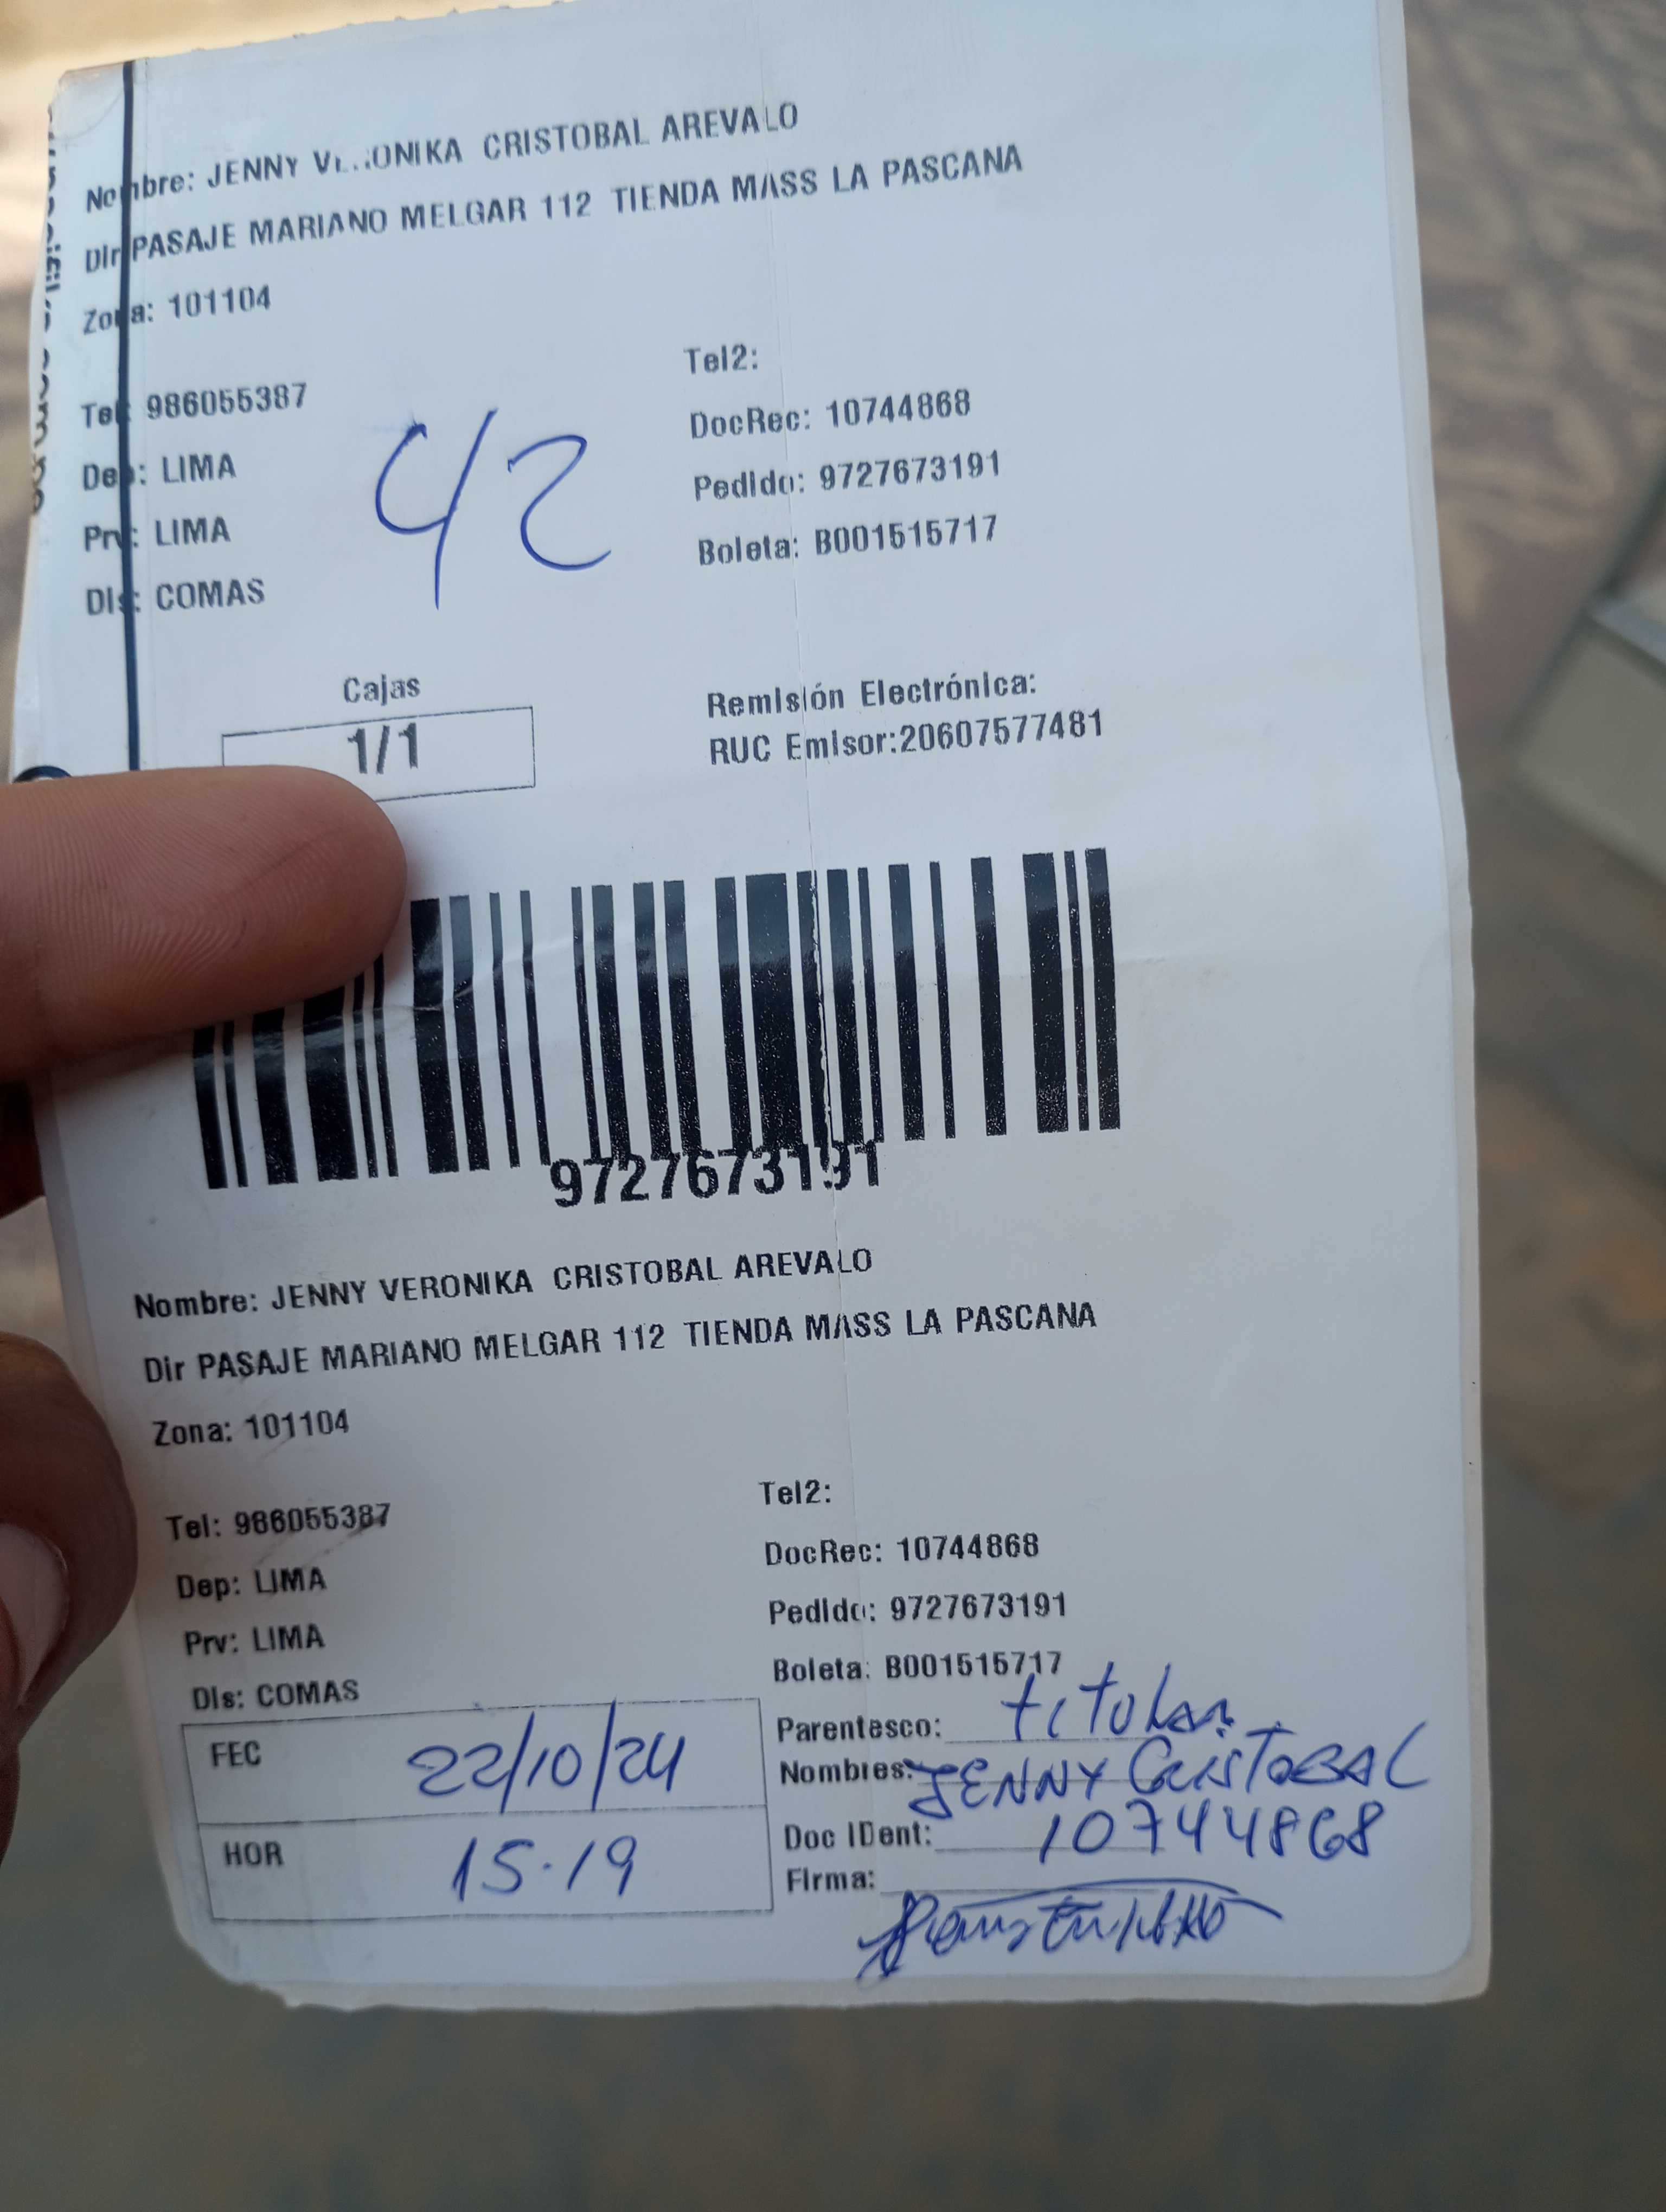 Nombre: JENNY VERONIKA CRISTOBAL AREVALO
Dir PASAJE MARIANO MELGAR 112 TIENDA MASS LA PASCANA
Zona: 101104
Tel2:
Tel: 986055387
DocRec: 10744868
Dep: LIMA
42
Pedido: 9727673191
Prv: LIMA
Boleta: B001515717
Dis: COMAS
Cajas
1/1
Remisión Electrónica:
RUC Emisor:20607577481
9727673191
Nombre: JENNY VERONIKA CRISTOBAL AREVALO
Dir PASAJE MARIANO MELGAR 112 TIENDA MASS LA PASCANA
Zona: 101104
Tel2:
Tel: 986055387
DocRec: 10744868
Dep: LIMA
Pedido: 9727673191
Prv: LIMA
Boleta: B001515717
Dis: COMAS
FEC 22/10/24
HOR 15.19
Parentesco: titular
Nombres: JENNY CRISTOBAL
Doc IDent: 10744868
Firma: